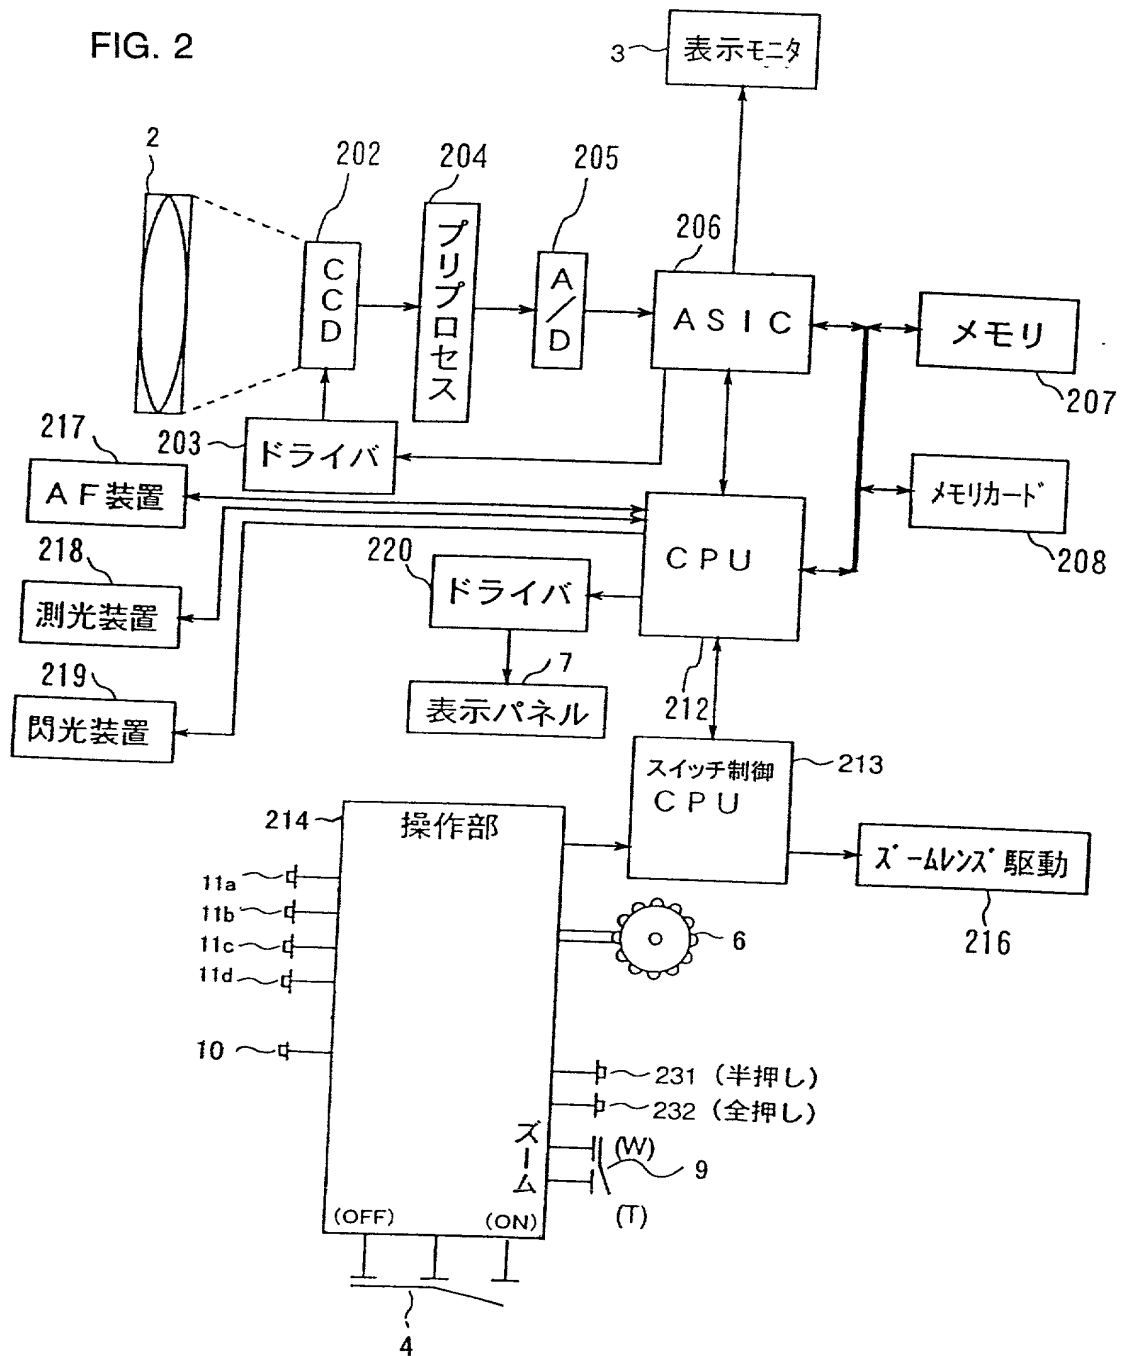 FIG. 2
3
表示モニタ
2
202
204
205
206
CCD
プリプロセス
A/D
ASIC
メモリ
207
203
ドライバ
217
AF装置
メモリカード
208
218
測光装置
220
ドライバ
CPU
212
219
閃光装置
7
表示パネル
スイッチ制御
CPU
213
214
操作部
ズームレンズ駆動
216
11a
11b
11c
11d
6
10
231 (半押し)
232 (全押し)
ズーム
(W)
9
(T)
(OFF)
(ON)
4